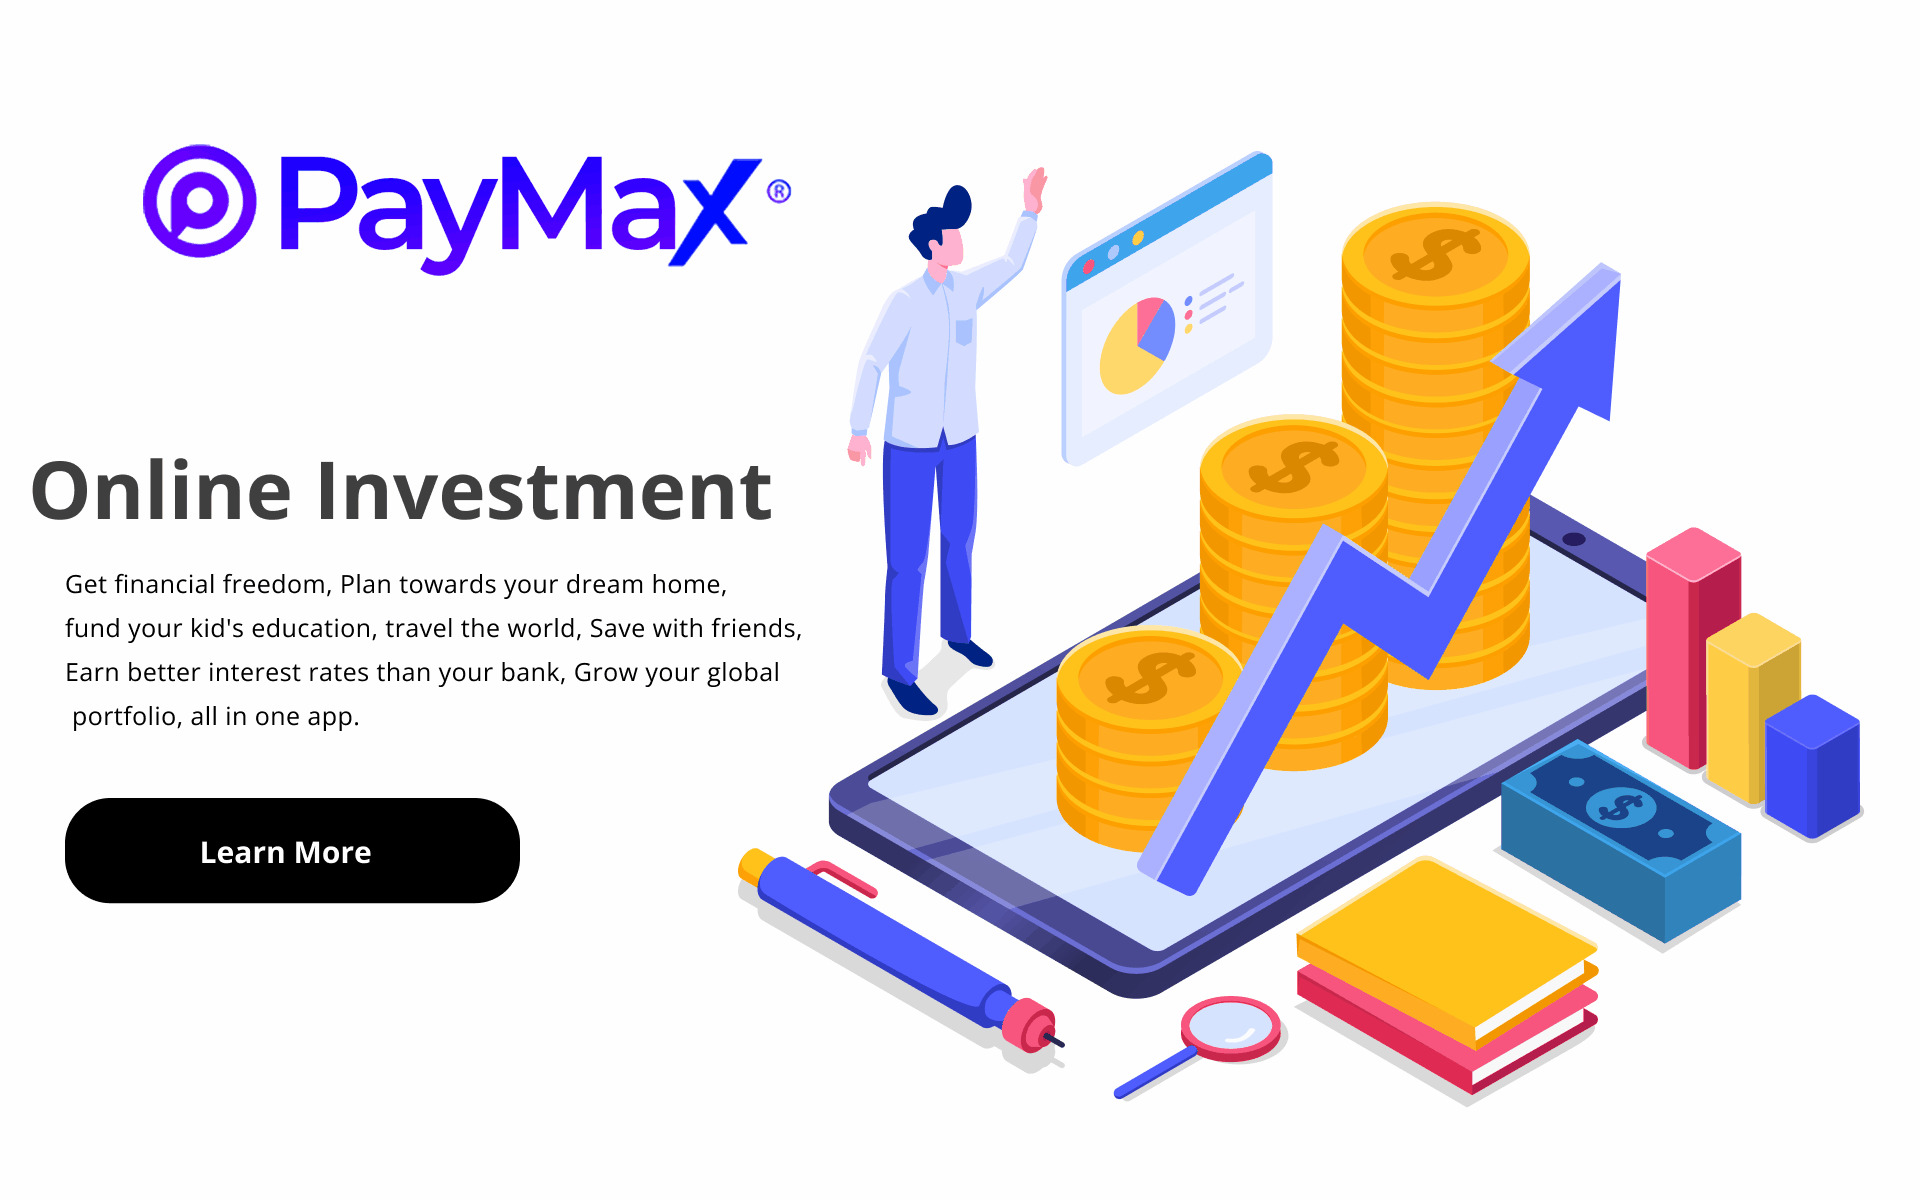 PayMax®
Online Investment
Get financial freedom, Plan towards your dream home,
fund your kid's education, travel the world, Save with friends,
Earn better interest rates than your bank, Grow your global
portfolio, all in one app.
Learn More